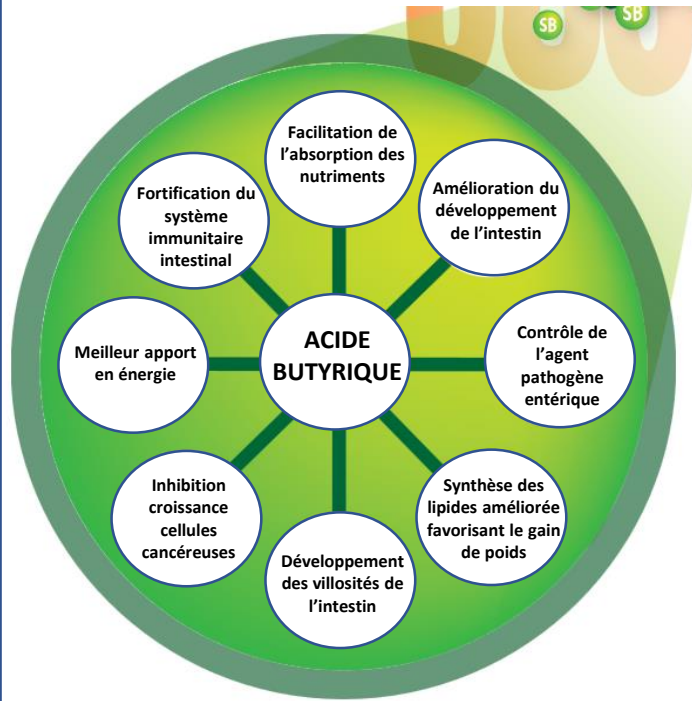 SB
SB
Facilitation de
l'absorption des
nutriments
Fortification du
système
immunitaire
intestinal
Amélioration du
développement
de l'intestin
ACIDE
BUTYRIQUE
Meilleur apport
en énergie
Contrôle de
l'agent
pathogène
entérique
Inhibition
croissance
cellules
cancéreuses
Synthèse des
lipides améliorée
favorisant le gain
de poids
Développement
des villosités de
l'intestin